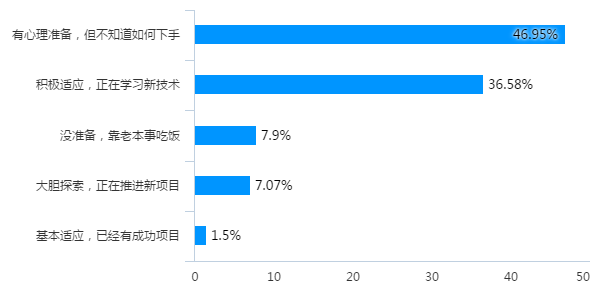 有心理准备，但不知道如何下手 46.95%
积极适应，正在学习新技术 36.58%
没准备，靠老本事吃饭 7.9%
大胆探索，正在推进新项目 7.07%
基本适应，已经有成功项目 1.5%
0 10 20 30 40 50